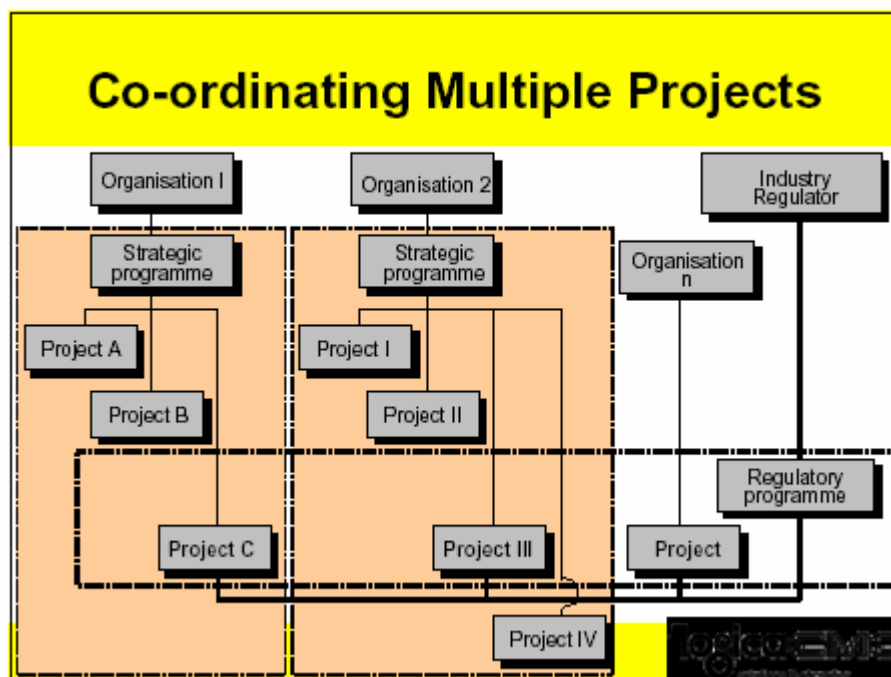 Co-ordinating Multiple Projects
Organisation I
Organisation 2
Industry
Regulator
Strategic
programme
Strategic
programme
Organisation
n
Project A
Project I
Project B
Project II
Regulatory
programme
Project C
Project III
Project
Project IV